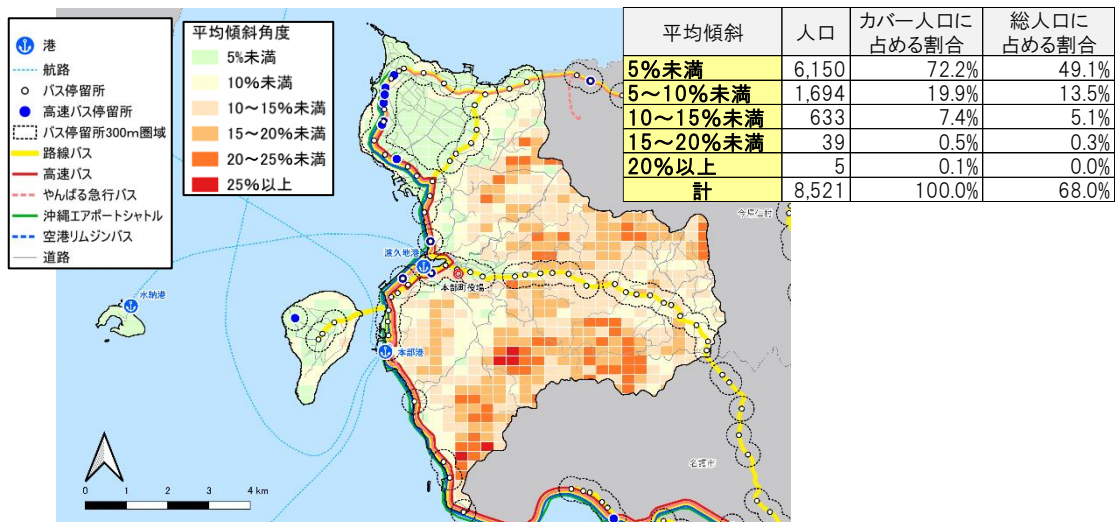 港
航路
バス停留所
高速バス停留所
バス停留所300m圏域
路線バス
高速バス
やんばる急行バス
沖縄エアポートシャトル
空港リムジンバス
道路
平均傾斜角度
5%未満
10%未満
10～15%未満
15～20%未満
20～25%未満
25%以上
平均傾斜 人口 カバー人口に占める割合 総人口に占める割合
5%未満 6,150 72.2% 49.1%
5～10%未満 1,694 19.9% 13.5%
10～15%未満 633 7.4% 5.1%
15～20%未満 39 0.5% 0.3%
20%以上 5 0.1% 0.0%
計 8,521 100.0% 68.0%
今帰仁村
渡久地港
本部町役場
水納港
本部港
名護市
0 1 2 3 4 km